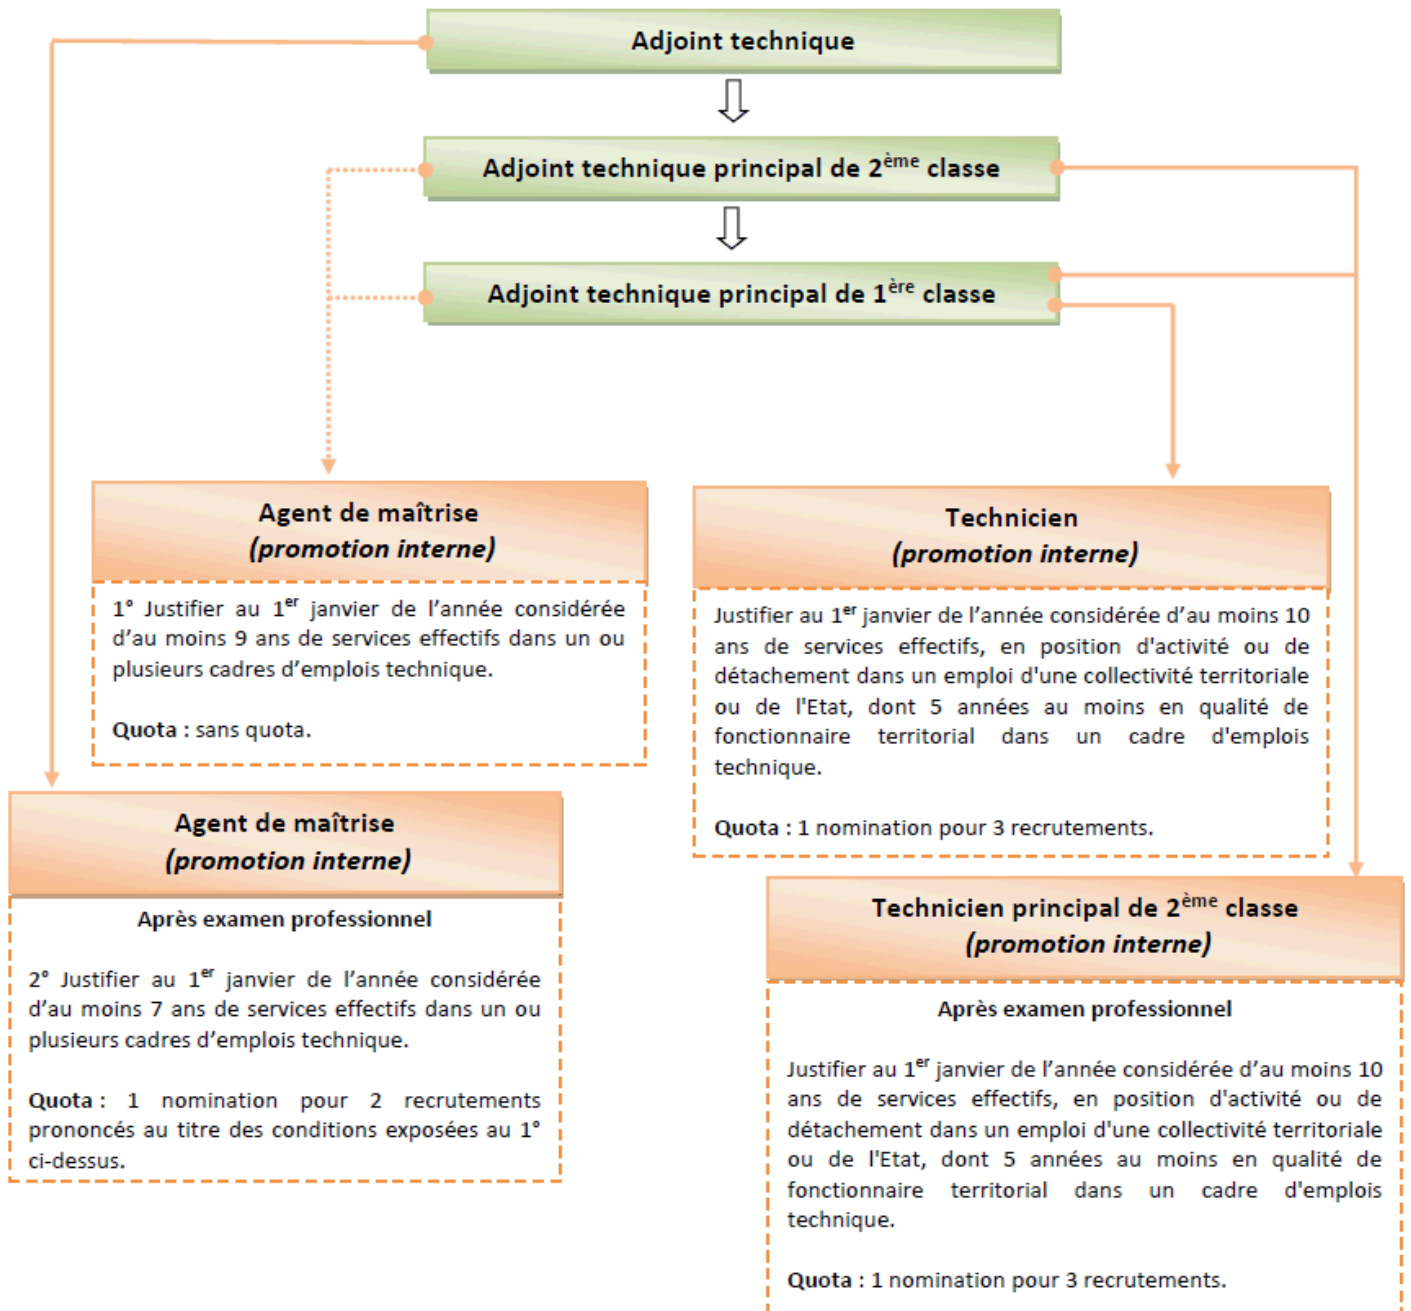 Adjoint technique
Adjoint technique principal de 2ème classe
Adjoint technique principal de 1ère classe
Agent de maîtrise
(promotion interne)
1° Justifier au 1er janvier de l’année considérée
d’au moins 9 ans de services effectifs dans un ou
plusieurs cadres d’emplois technique.
Quota : sans quota.
Technicien
(promotion interne)
Justifier au 1er janvier de l’année considérée d’au moins 10
ans de services effectifs, en position d'activité ou de
détachement dans un emploi d'une collectivité territoriale
ou de l'Etat, dont 5 années au moins en qualité de
fonctionnaire territorial dans un cadre d'emplois
technique.
Quota : 1 nomination pour 3 recrutements.
Agent de maîtrise
(promotion interne)
Après examen professionnel
2° Justifier au 1er janvier de l’année considérée
d’au moins 7 ans de services effectifs dans un ou
plusieurs cadres d’emplois technique.
Quota : 1 nomination pour 2 recrutements
prononcés au titre des conditions exposées au 1°
ci-dessus.
Technicien principal de 2ème classe
(promotion interne)
Après examen professionnel
Justifier au 1er janvier de l’année considérée d’au moins 10
ans de services effectifs, en position d'activité ou de
détachement dans un emploi d'une collectivité territoriale
ou de l'Etat, dont 5 années au moins en qualité de
fonctionnaire territorial dans un cadre d'emplois
technique.
Quota : 1 nomination pour 3 recrutements.